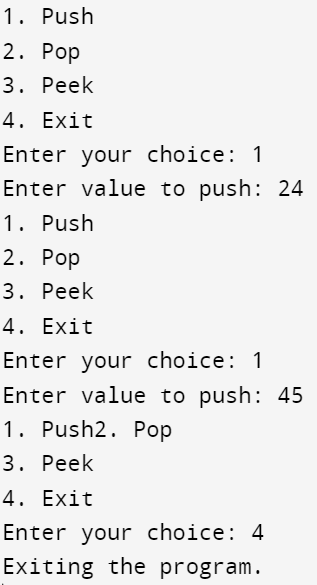 1. Push
2. Pop
3. Peek
4. Exit
Enter your choice: 1
Enter value to push: 24
1. Push
2. Pop
3. Peek
4. Exit
Enter your choice: 1
Enter value to push: 45
1. Push2. Pop
3. Peek
4. Exit
Enter your choice: 4
Exiting the program.